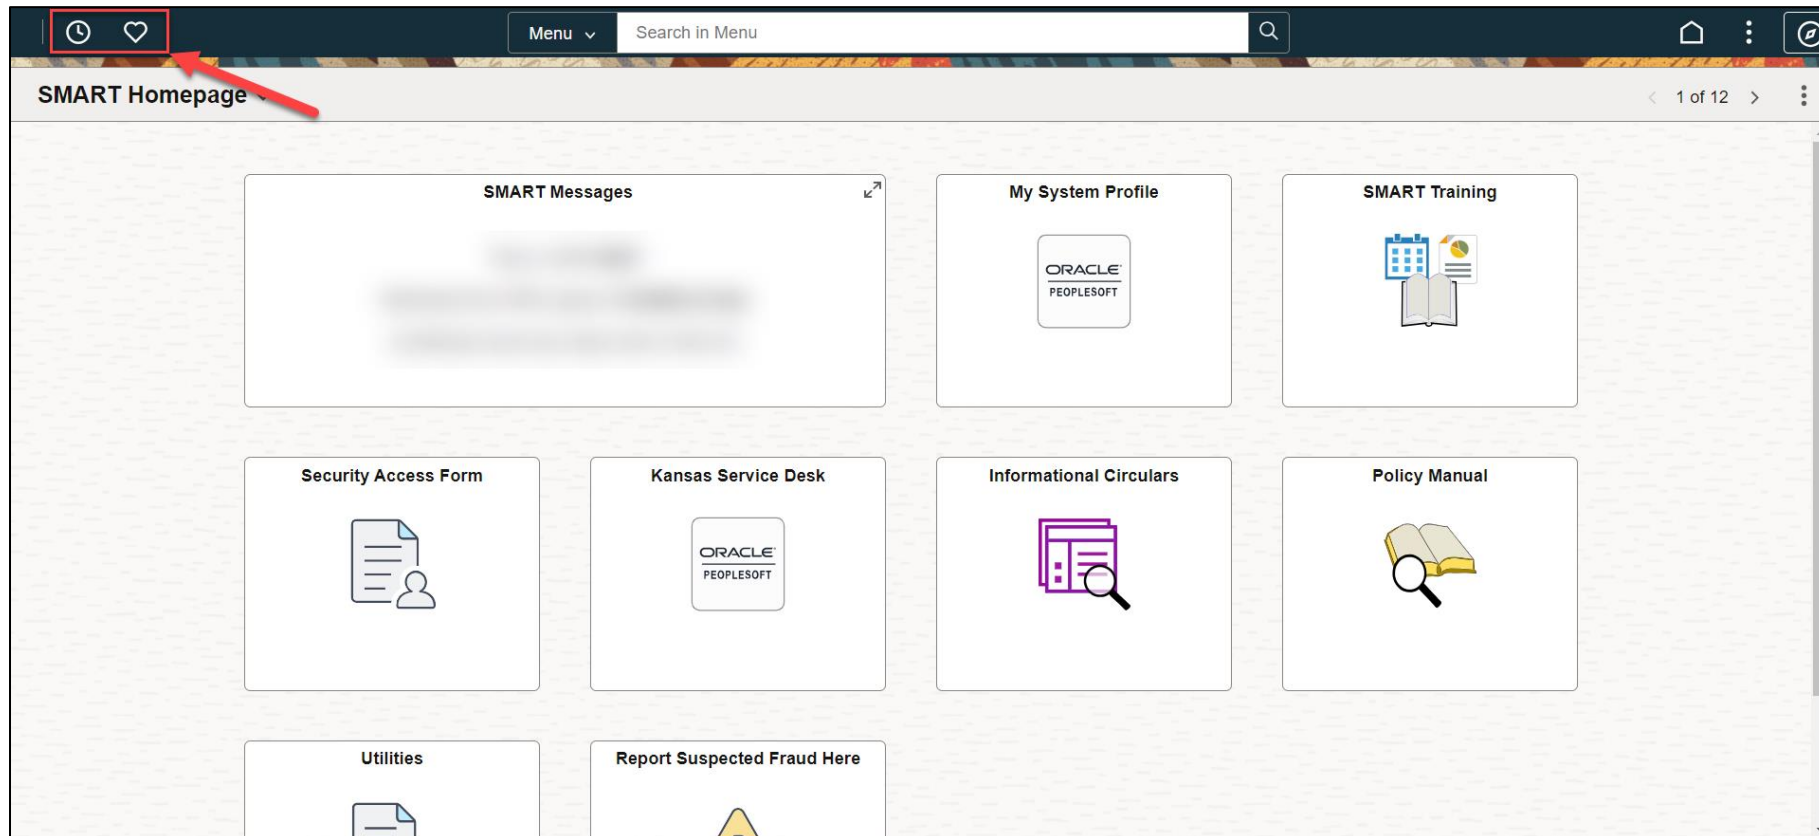 Menu
Search in Menu
SMART Homepage
1 of 12
SMART Messages
My System Profile
ORACLE
PEOPLESOFT
SMART Training
Security Access Form
Kansas Service Desk
ORACLE
PEOPLESOFT
Informational Circulars
Policy Manual
Utilities
Report Suspected Fraud Here